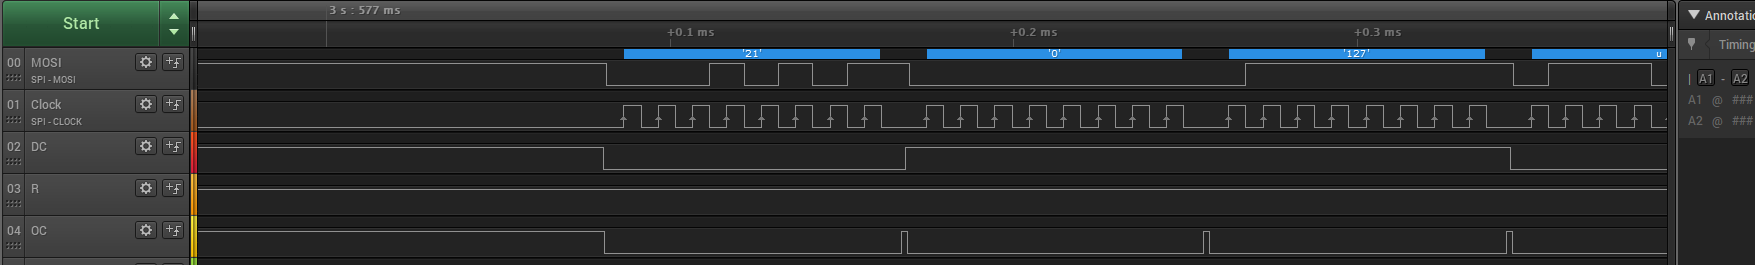 Start
3 s : 577 ms
+0.1 ms
+0.2 ms
+0.3 ms
Annotatic
Timing
'21'
'0'
'127'
u
00 MOSI
SPI - MOSI
01 Clock
SPI - CLOCK
02 DC
03 R
04 OC
A1 - A2
A1 @ ###
A2 @ ###